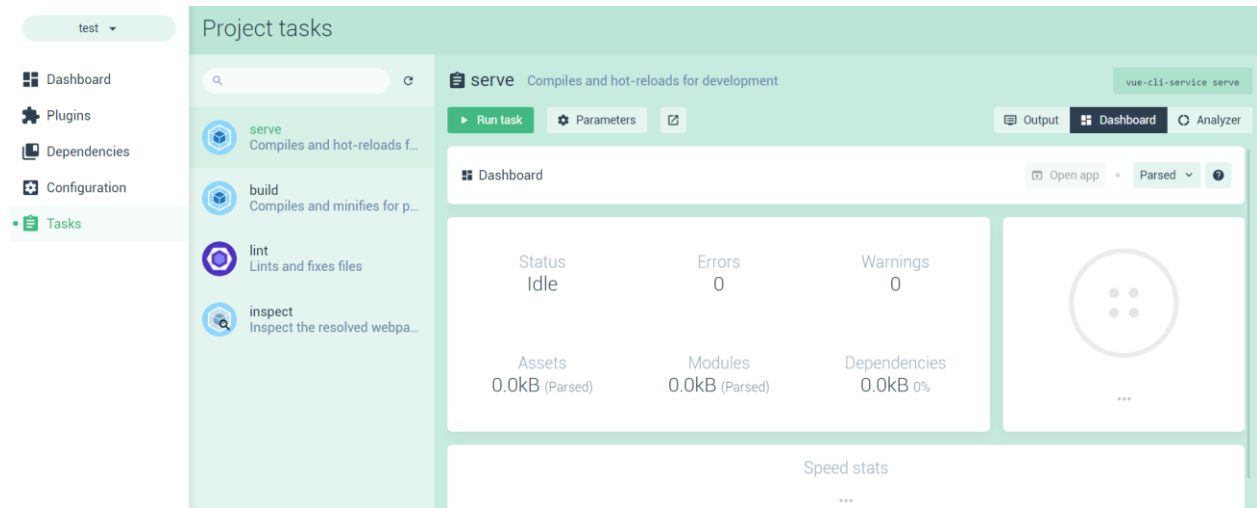 test
Dashboard
Plugins
Dependencies
Configuration
Tasks
Project tasks
serve
Compiles and hot-reloads f...
build
Compiles and minifies for p...
lint
Lints and fixes files
inspect
Inspect the resolved webpa...
serve Compiles and hot-reloads for development
vue-cli-service serve
Run task Parameters
Output Dashboard Analyzer
Dashboard
Open app Parsed
Status Errors Warnings
Idle 0 0
Assets Modules Dependencies
0.0kB (Parsed) 0.0kB (Parsed) 0.0kB 0%
Speed stats